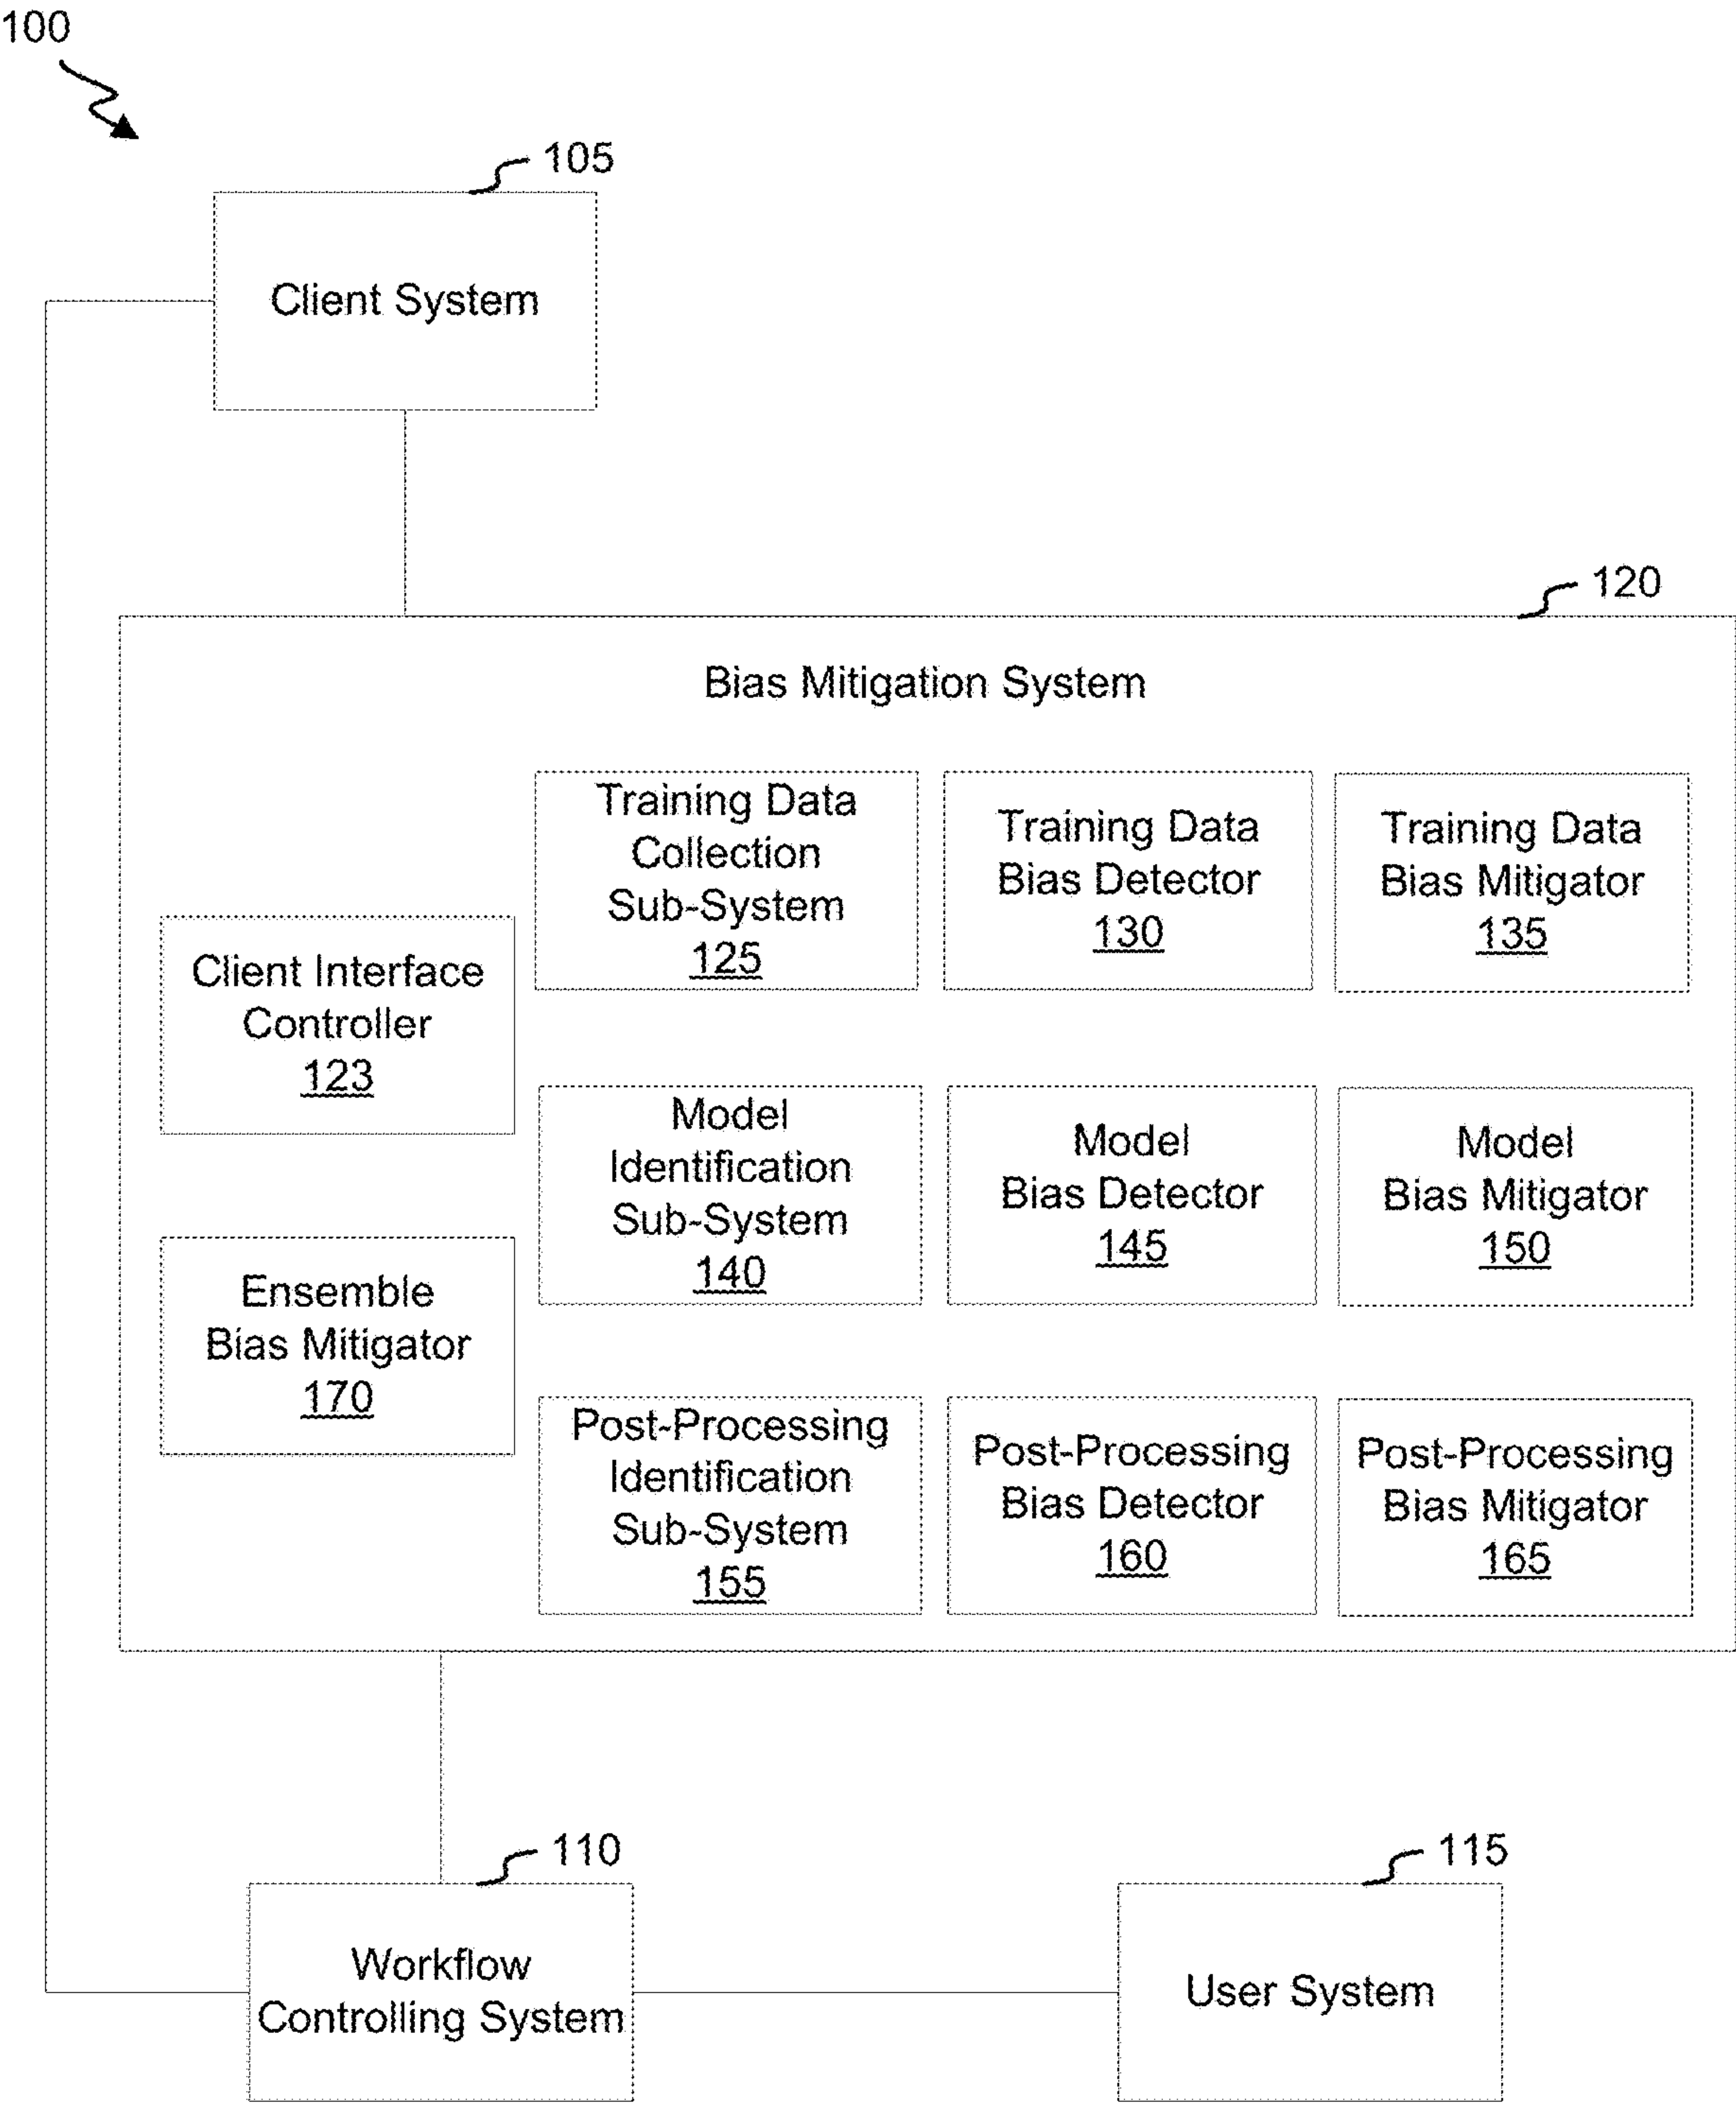 100
105
Client System
120
Bias Mitigation System
Training Data
Collection
Sub-System
125
Training Data
Bias Detector
130
Training Data
Bias Mitigator
135
Client Interface
Controller
123
Model
Identification
Sub-System
140
Model
Bias Detector
145
Model
Bias Mitigator
150
Ensemble
Bias Mitigator
170
Post-Processing
Identification
Sub-System
155
Post-Processing
Bias Detector
160
Post-Processing
Bias Mitigator
165
110
Workflow
Controlling System
115
User System